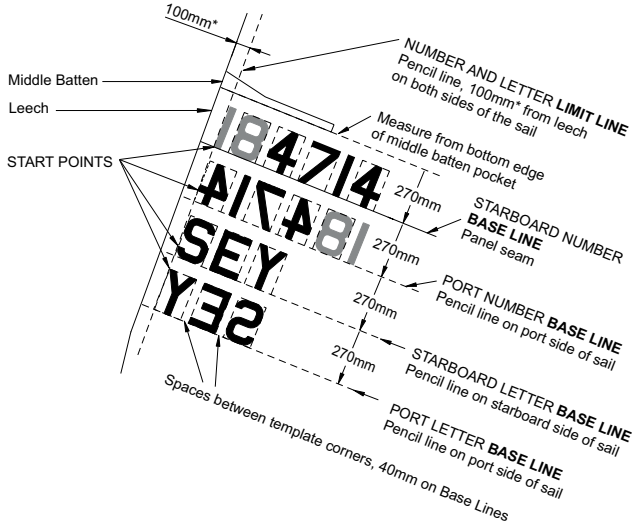 100mm*
NUMBER AND LETTER LIMIT LINE
Pencil line, 100mm* from leech
on both sides of the sail
Middle Batten
Leech
Measure from bottom edge
of middle batten pocket
START POINTS
184714
270mm
STARBOARD NUMBER
BASE LINE
Panel seam
184714
270mm
PORT NUMBER BASE LINE
Pencil line on port side of sail
SEY
270mm
STARBOARD LETTER BASE LINE
Pencil line on starboard side of sail
SEY
270mm
PORT LETTER BASE LINE
Pencil line on port side of sail
Spaces between template corners, 40mm on Base Lines